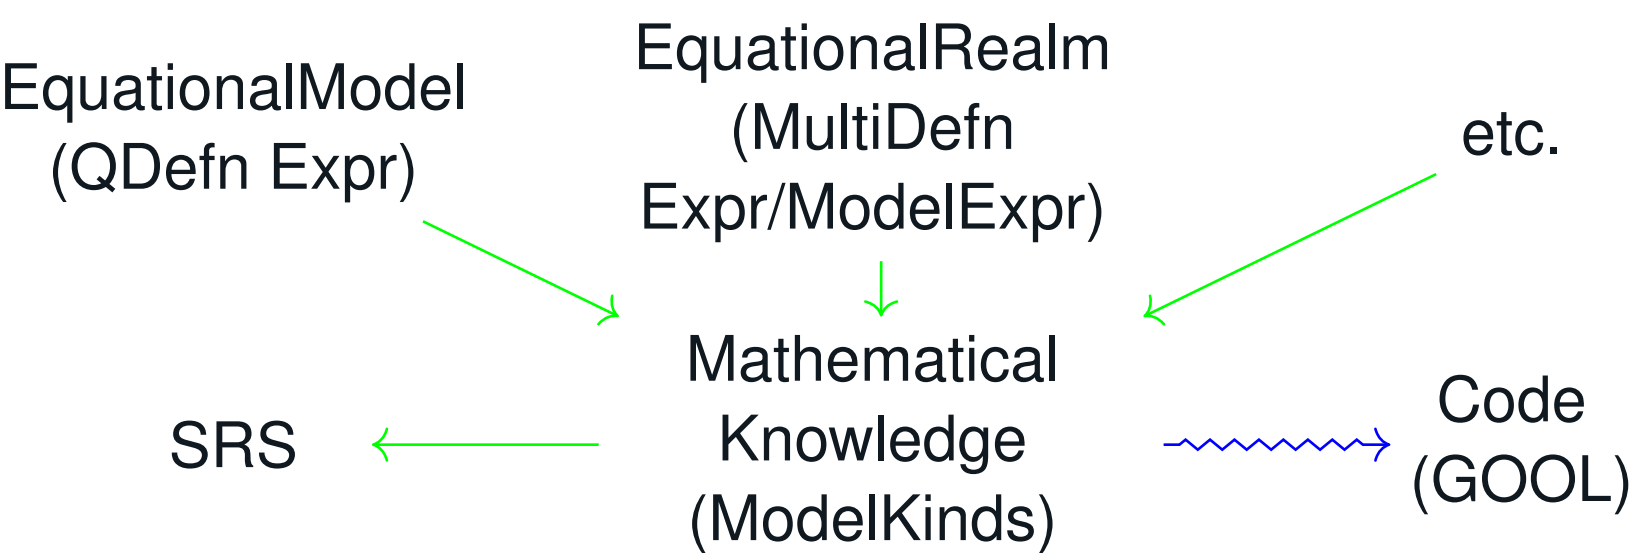 EquationalModel
(QDefn Expr)
EquationalRealm
(MultiDefn
Expr/ModelExpr)
etc.
SRS
Mathematical
Knowledge
(ModelKinds)
Code
(GOOL)